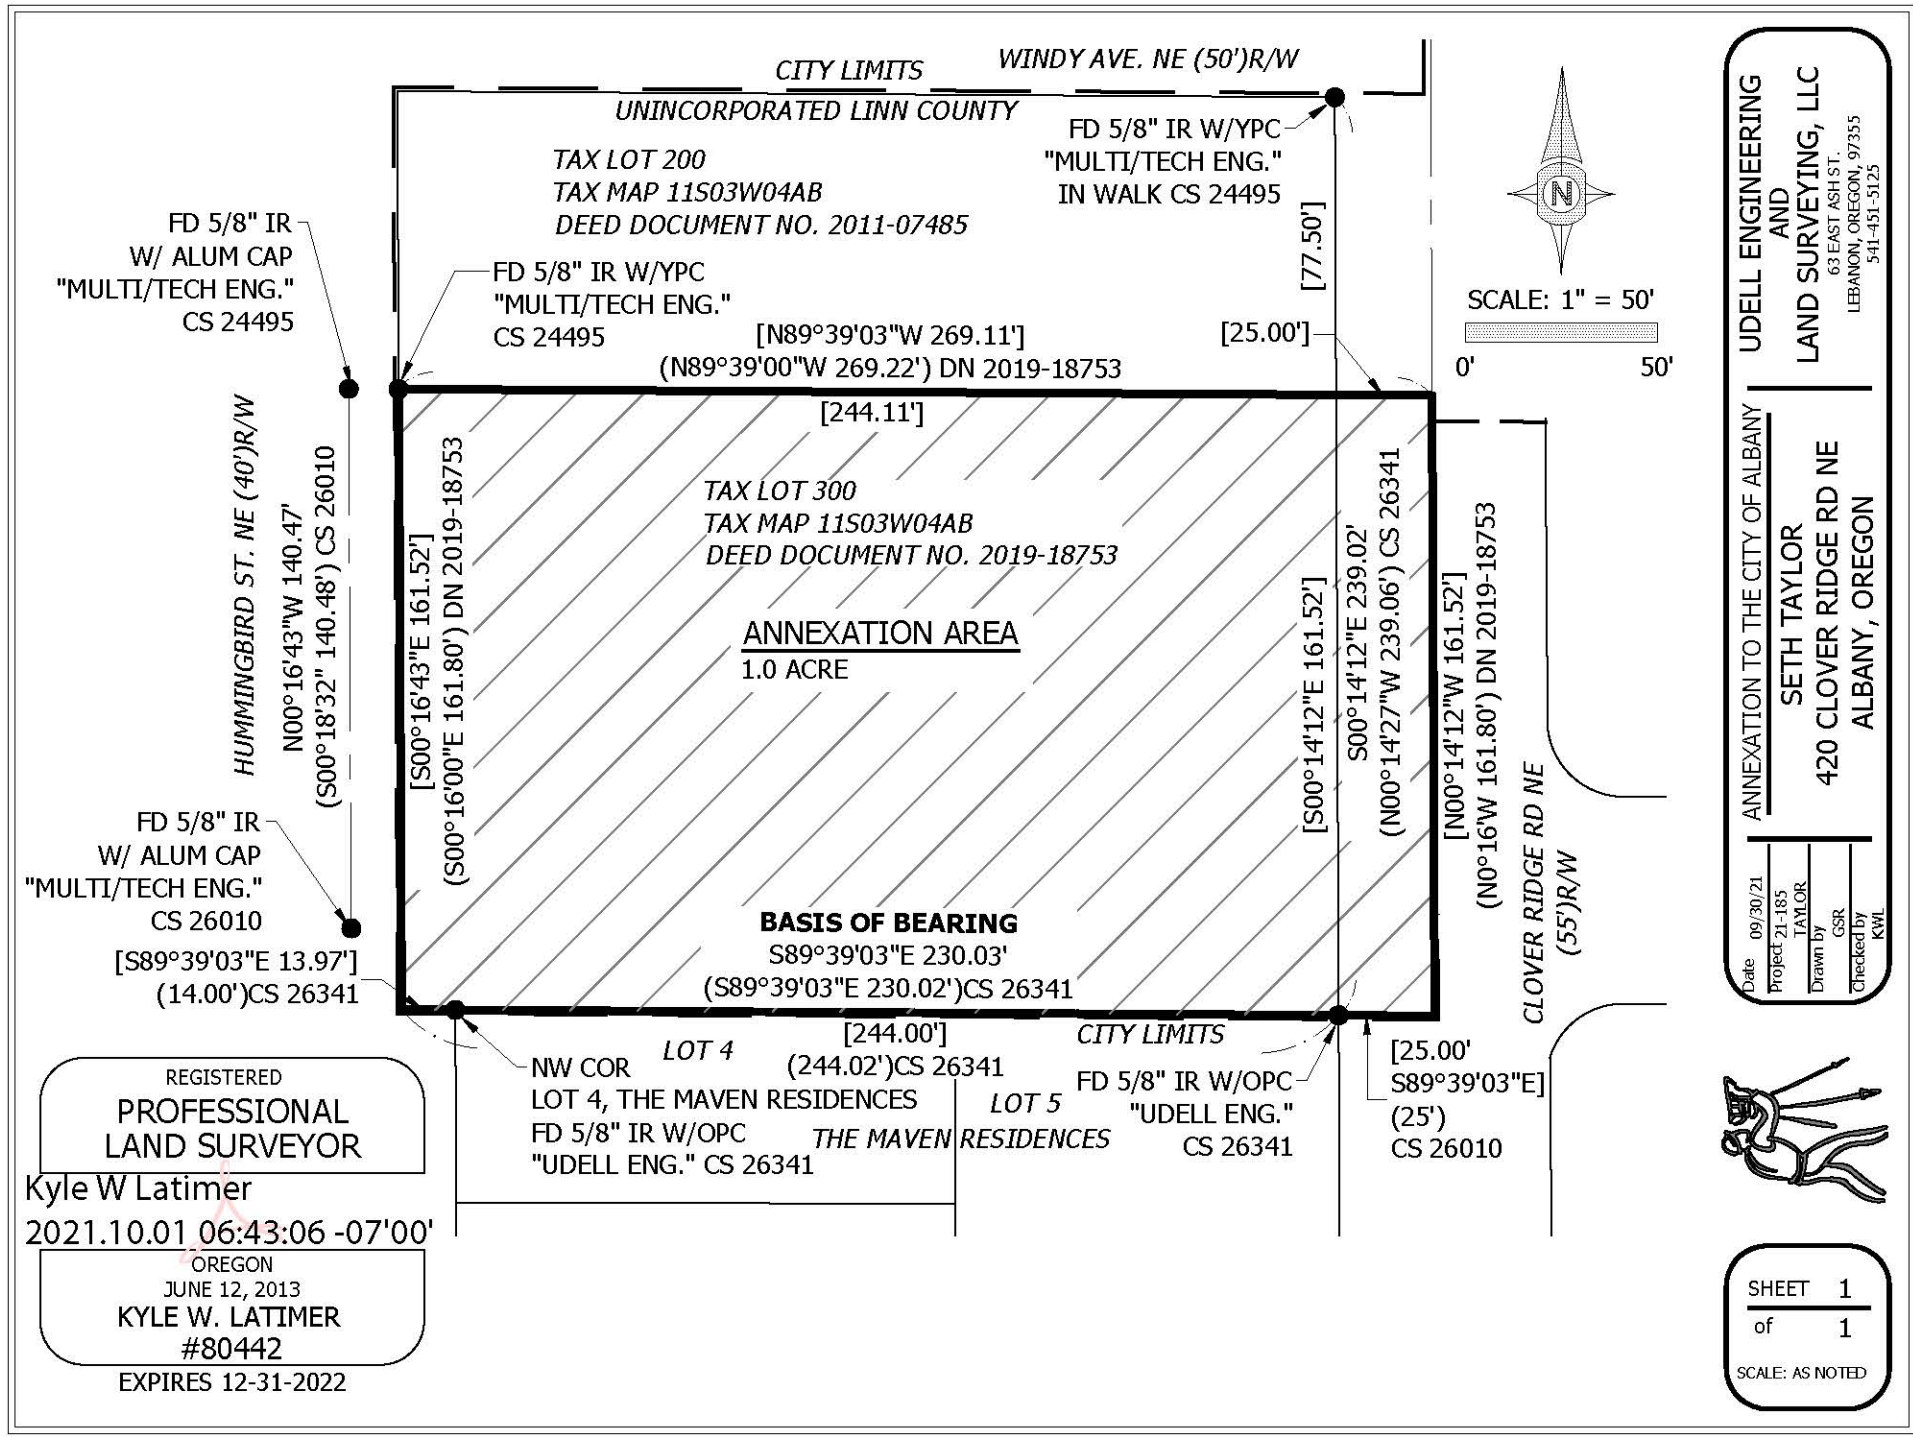 CITY LIMITS
WINDY AVE. NE (50')R/W
UNINCORPORATED LINN COUNTY
TAX LOT 200
TAX MAP 11S03W04AB
DEED DOCUMENT NO. 2011-07485
FD 5/8" IR W/YPC
"MULTI/TECH ENG."
IN WALK CS 24495
[77.50']
FD 5/8" IR
W/ ALUM CAP
"MULTI/TECH ENG."
CS 24495
FD 5/8" IR W/YPC
"MULTI/TECH ENG."
CS 24495
[N89°39'03"W 269.11']
(N89°39'00"W 269.22') DN 2019-18753
[25.00']
[244.11']
N
SCALE: 1" = 50'
0' 50'
HUMMINGBIRD ST. NE (40')R/W
N00°16'43"W 140.47'
(S00°18'32" 140.48') CS 26010
[S00°16'43"E 161.52']
(S00°16'00"E 161.80') DN 2019-18753
TAX LOT 300
TAX MAP 11S03W04AB
DEED DOCUMENT NO. 2019-18753
ANNEXATION AREA
1.0 ACRE
[S00°14'12"E 161.52']
S00°14'12"E 239.02'
(N00°14'27"W 239.06') CS 26341
[N00°14'12"W 161.52']
(N0°16'W 161.80') DN 2019-18753
CLOVER RIDGE RD NE
(55')R/W
FD 5/8" IR
W/ ALUM CAP
"MULTI/TECH ENG."
CS 26010
[S89°39'03"E 13.97']
(14.00')CS 26341
BASIS OF BEARING
S89°39'03"E 230.03'
(S89°39'03"E 230.02')CS 26341
[244.00']
(244.02')CS 26341
CITY LIMITS
LOT 4
NW COR
LOT 4, THE MAVEN RESIDENCES
FD 5/8" IR W/OPC
"UDELL ENG." CS 26341
LOT 5
THE MAVEN RESIDENCES
FD 5/8" IR W/OPC
"UDELL ENG."
CS 26341
[25.00'
S89°39'03"E]
(25')
CS 26010
REGISTERED
PROFESSIONAL
LAND SURVEYOR
Kyle W Latimer
2021.10.01 06:43:06 -07'00'
OREGON
JUNE 12, 2013
KYLE W. LATIMER
#80442
EXPIRES 12-31-2022
UDELL ENGINEERING
AND
LAND SURVEYING, LLC
63 EAST ASH ST.
LEBANON, OREGON, 97355
541-451-5125
ANNEXATION TO THE CITY OF ALBANY
SETH TAYLOR
420 CLOVER RIDGE RD NE
ALBANY, OREGON
Date 09/30/21
Project 21-185
TAYLOR
Drawn by
GSR
Checked by
KWL
SHEET 1
of 1
SCALE: AS NOTED